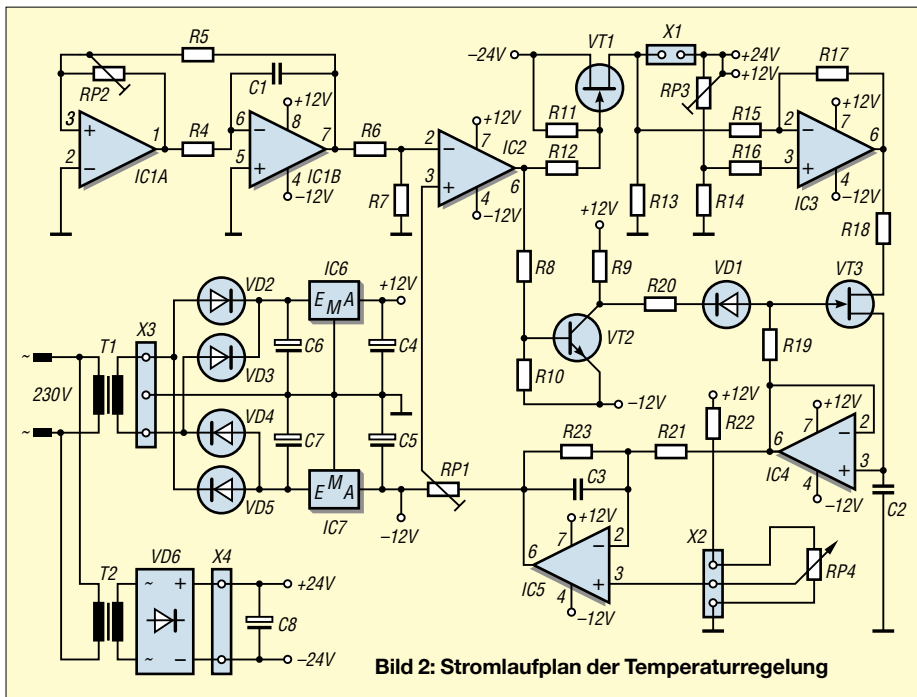 R5
RP2
C1
+12V
3
+
1
R4
6
−
8
7
R6
2
−
IC1A
5
+
4
IC1B
−12V
R7
−24V
VT1
X1
+24V
+12V
R17
RP3
R11
R12
+12V
2
−
7
IC2
3
+
6
4
−12V
R15
R16
+12V
2
−
7
6
3
+
4
−12V
IC3
R13
R14
R18
+12V
R8
R9
R20
VD1
VT3
VT2
R10
−12V
R19
VD2
IC6
+12V
E M A
X3
T1
~
230V
~
VD3
C6
C4
VD4
C7
C5
VD5
E M A
IC7
−12V
RP1
R23
R21
C3
+12V
R22
+12V
7
−
2
6
+
3
IC4
4
−12V
C2
+12V
7
−
2
6
+
3
IC5
4
−12V
X2
RP4
T2
VD6
X4
~ +
~ −
+24V
C8
−24V
Bild 2: Stromlaufplan der Temperaturregelung